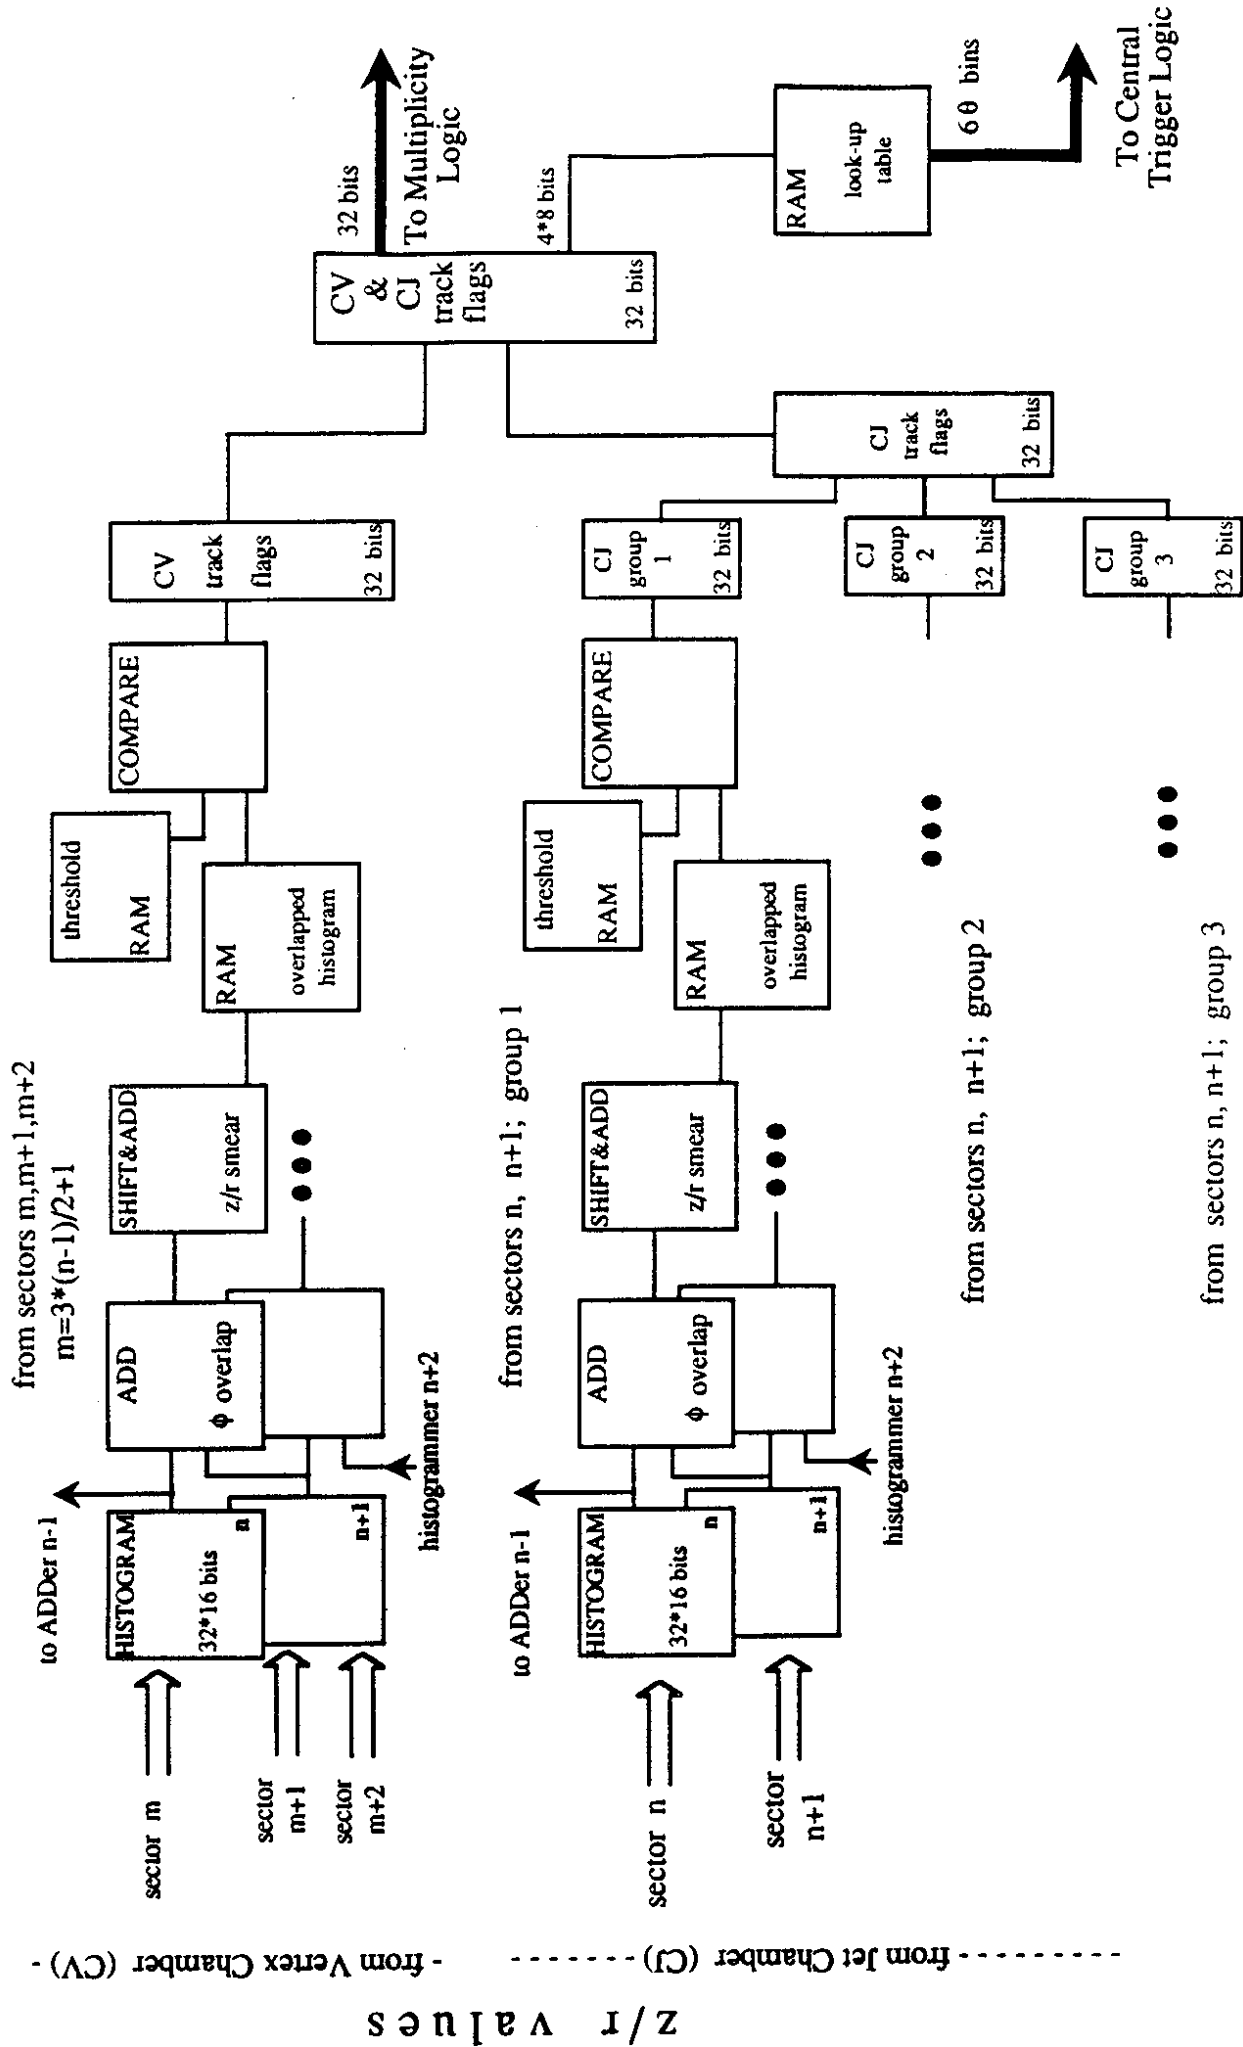 z/r values
- from Vertex Chamber (CV) -
- - - - - - - - - from Jet Chamber (CJ) - - - - - -
sector m
sector
m+1
sector
m+2
to ADDer n-1
HISTOGRAM
32*16 bits
n
n+1
histogrammer n+2
from sectors m,m+1,m+2
m=3*(n-1)/2+1
ADD
ϕ overlap
SHIFT&ADD
z/r smear
RAM
overlapped
histogram
threshold
RAM
COMPARE
CV
track
flags
32 bits
sector n
sector
n+1
to ADDer n-1
HISTOGRAM
32*16 bits
n
n+1
histogrammer n+2
from sectors n, n+1; group 1
ADD
ϕ overlap
SHIFT&ADD
z/r smear
RAM
overlapped
histogram
threshold
RAM
COMPARE
CJ
group
1
32 bits
from sectors n, n+1; group 2
CJ
group
2
32 bits
from sectors n, n+1; group 3
CJ
group
3
32 bits
CJ
track
flags
32 bits
CV
&
CJ
track
flags
32 bits
32 bits
To Multiplicity
Logic
4*8 bits
RAM
look-up
table
6θ bins
To Central
Trigger Logic